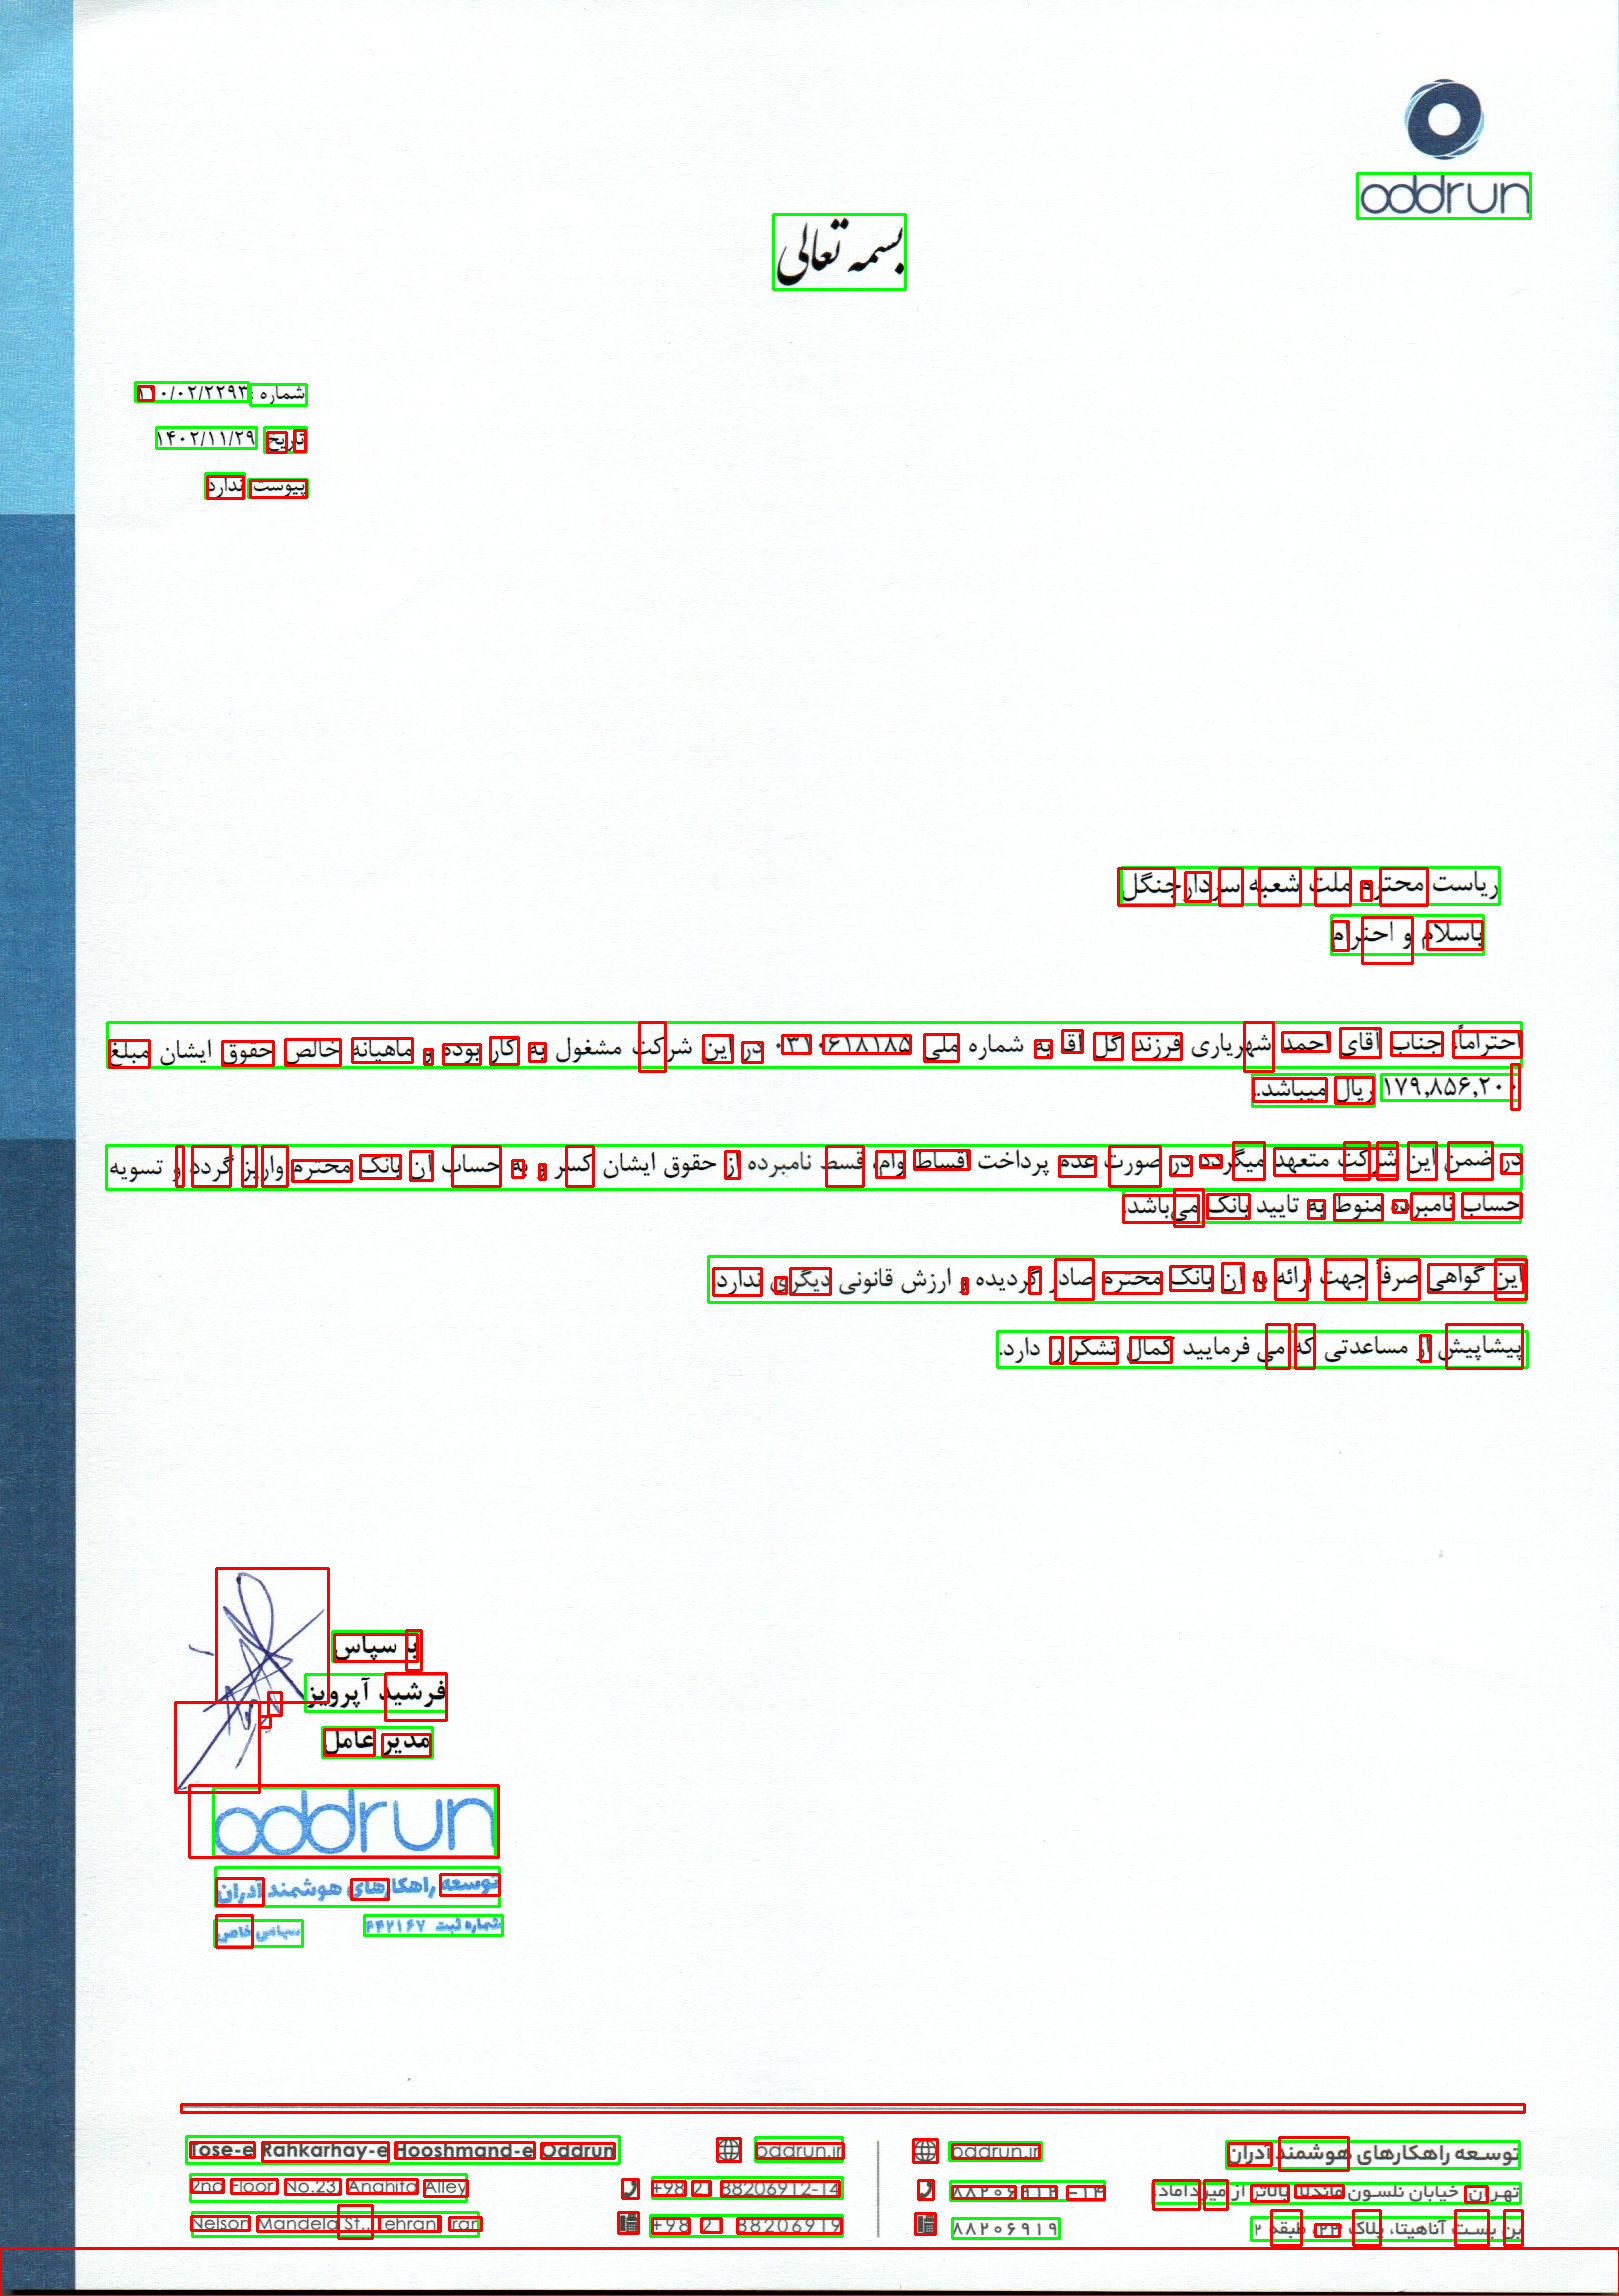 oddrun
بسمه تعالی
شماره : ۱۱۰/۰۲/۲۲۹۳
تاریخ ۱۴۰۲/۱۱/۲۹
پیوست ندارد
ریاست محترم ملت شعبه سردارجنگل
باسلام و احترام
احتراماً، جناب آقای احمد شهریاری فرزند گل آقا به شماره ملی ۰۳۱۰۶۱۸۱۸۵ در این شرکت مشغول به کار بوده و ماهیانه خالص حقوق ایشان مبلغ
۱۷۹,۸۵۶,۲۰۰ ریال میباشد.
در ضمن این شرکت متعهد میگردد در صورت عدم پرداخت اقساط وام، قسط نامبرده از حقوق ایشان کسر و به حساب آن بانک محترم واریز گردد و تسویه
حساب نامبرده منوط به تایید بانک می‌باشد.
این گواهی صرفاً جهت ارائه به آن بانک محترم صادر گردیده و ارزش قانونی دیگری ندارد.
پیشاپیش از مساعدتی که می فرمایید کمال تشکر را دارد.
با سپاس
فرشید آپرویز
مدیر عامل
oddrun
توسعه راهکارهای هوشمند ادران
شماره ثبت ۴۴۲۱۶۷ سهامی خاص
توسعه راهکارهای هوشمند ادران
تهران، خیابان نلسون ماندلا، بالاتر از میرداماد،
بن بست آناهیتا، پلاک ۲۳، طبقه ۲
oddrun.ir
۸۸۲۰۶۹۱۲-۱۴
۸۸۲۰۶۹۱۹
oddrun.ir
+98 21 88206912-14
+98 21 88206919
Tose-e Rahkarhay-e Hooshmand-e Oddrun
2nd Floor, No.23, Anahita Alley
Nelson Mandela St., Tehran, Iran